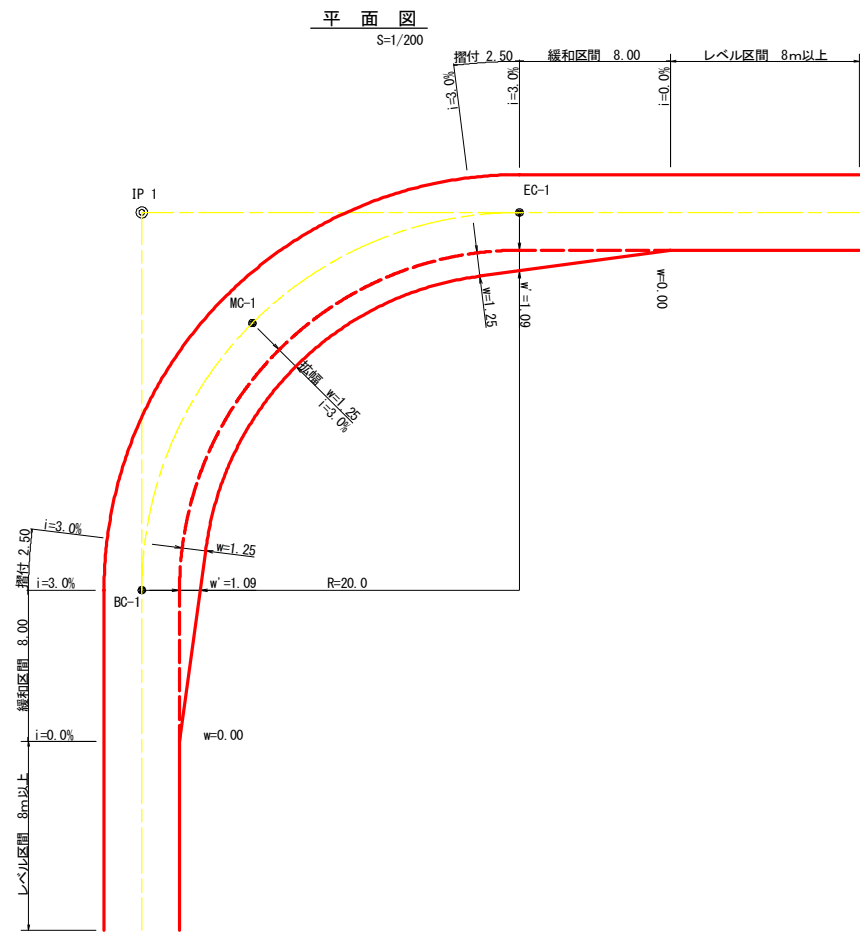 平 面 図
S=1/200
摺付 2.50
緩和区間 8.00
レベル区間 8m以上
i=3.0%
i=3.0%
i=0.0%
IP 1
EC-1
MC-1
w=1.25
w'=1.09
w=0.00
拡幅 w=1.25
i=3.0%
i=3.0%
摺付 2.50
w=1.25
i=3.0%
w'=1.09
R=20.0
BC-1
緩和区間 8.00
i=0.0%
w=0.00
レベル区間 8m以上